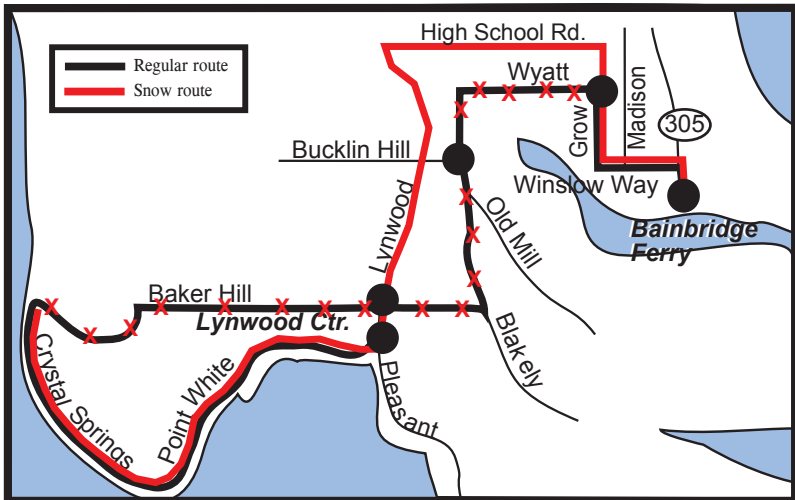 High School Rd.
Regular route
Snow route
Wyatt
Grow
Madison
305
Bucklin Hill
Winslow Way
Old Mill
Bainbridge
Ferry
Lynwood
Baker Hill
Lynwood Ctr.
Blakely
Crystal Springs
Point White
Pleasant